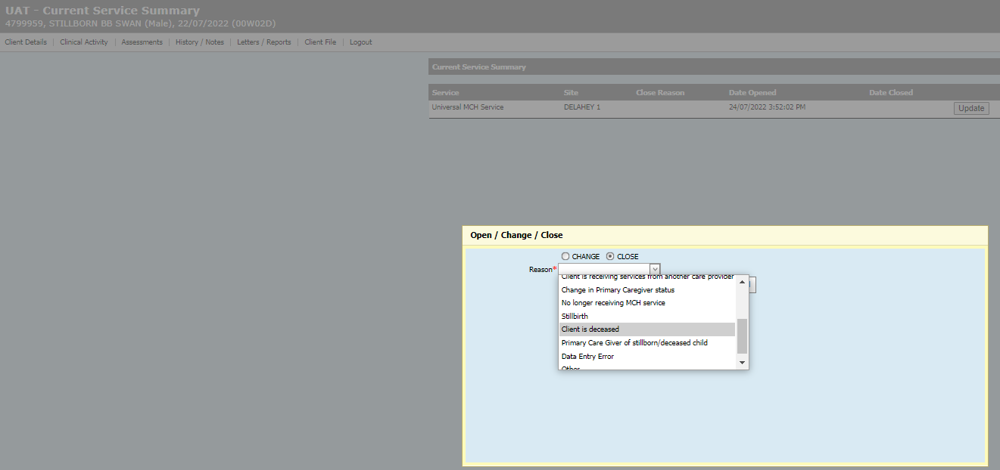 UAT - Current Service Summary
4799959, STILLBORN BB SWAN (Male), 22/07/2022 (00W02D)
Client Details | Clinical Activity | Assessments | History / Notes | Letters / Reports | Client File | Logout
Current Service Summary
Service Site Close Reason Date Opened Date Closed
Universal MCH Service DELAHEY 1 24/07/2022 3:52:02 PM Update
Open / Change / Close
CHANGE CLOSE
Reason*
Client is receiving services from another care provider
Change in Primary Caregiver status
No longer receiving MCH service
Stillbirth
Client is deceased
Primary Care Giver of stillborn/deceased child
Data Entry Error
Other